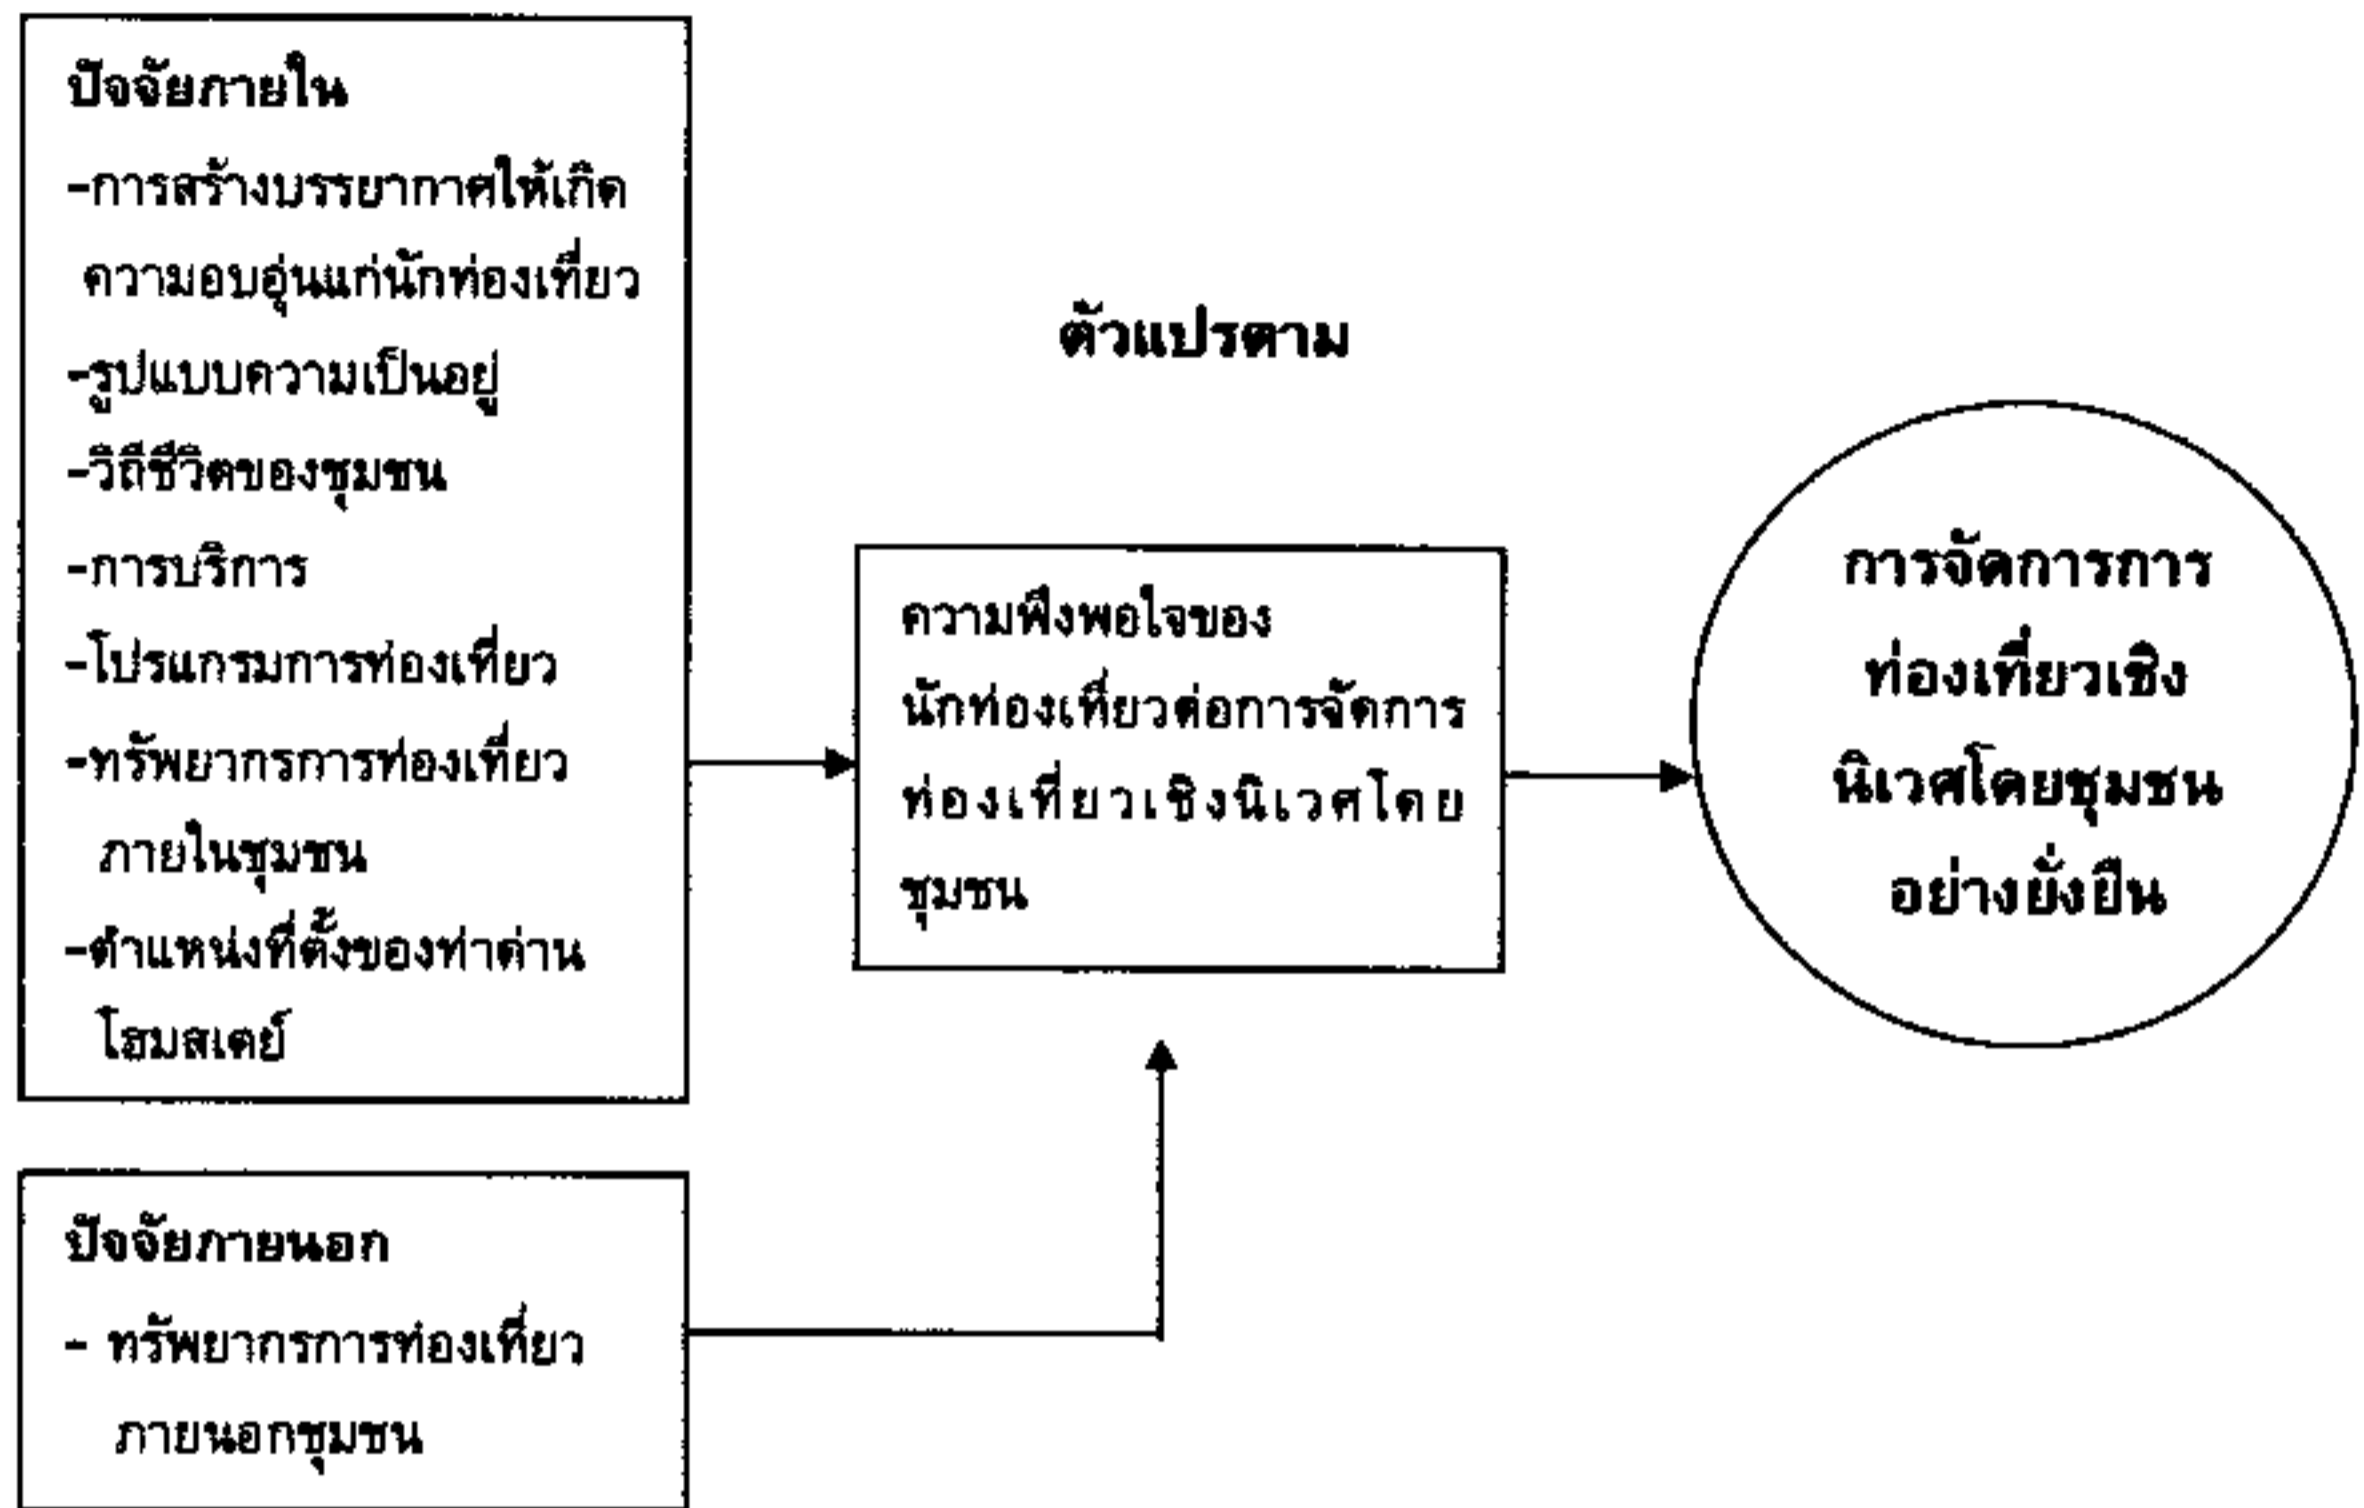 ปัจจัยภายใน
-การสร้างบรรยากาศให้เกิด
ความอบอุ่นแก่นักท่องเที่ยว
-รูปแบบความเป็นอยู่
-วิถีชีวิตของชุมชน
-การบริการ
-โปรแกรมการท่องเที่ยว
-ทรัพยากรการท่องเที่ยว
ภายในชุมชน
-ตำแหน่งที่ตั้งของท่าด่าน
โฮมสเตย์
ปัจจัยภายนอก
- ทรัพยากรการท่องเที่ยว
ภายนอกชุมชน
ตัวแปรตาม
ความพึงพอใจของ
นักท่องเที่ยวต่อการจัดการ
ท่องเที่ยวเชิงนิเวศโดย
ชุมชน
การจัดการการ
ท่องเที่ยวเชิง
นิเวศโดยชุมชน
อย่างยั่งยืน